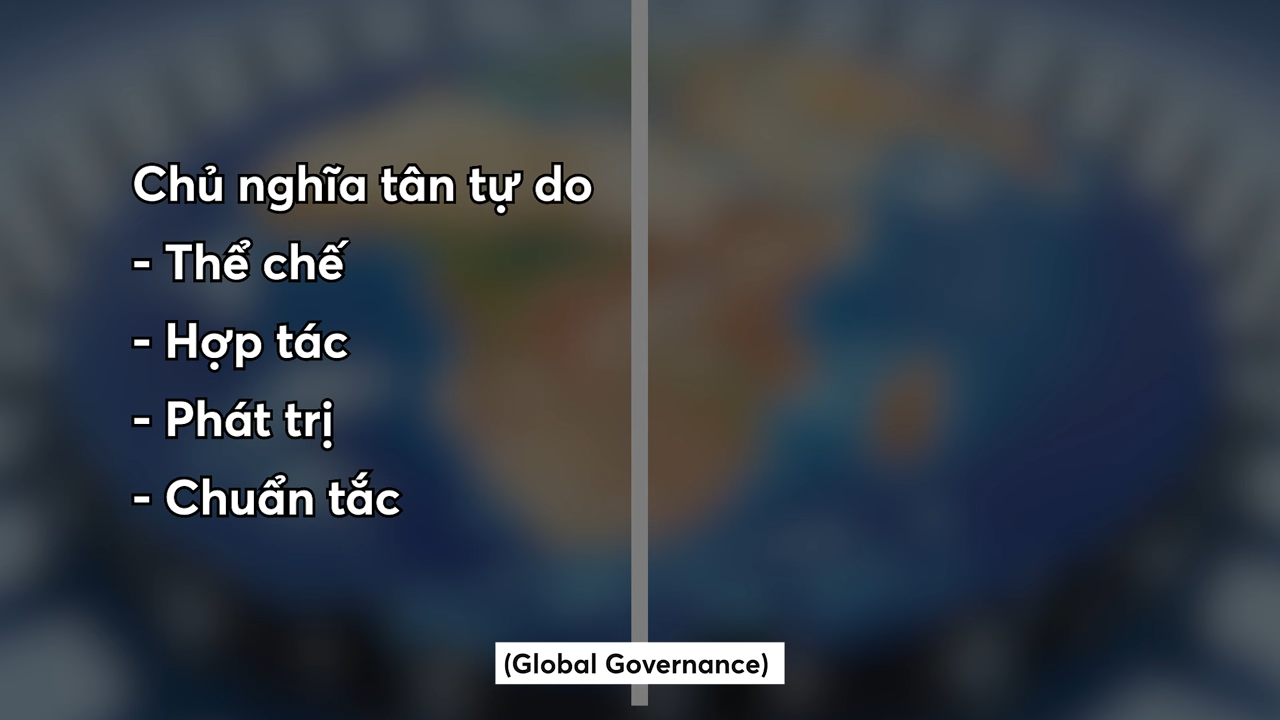 Chủ nghĩa tân tự do
- Thể chế
- Hợp tác
- Phát trị
- Chuẩn tắc
(Global Governance)